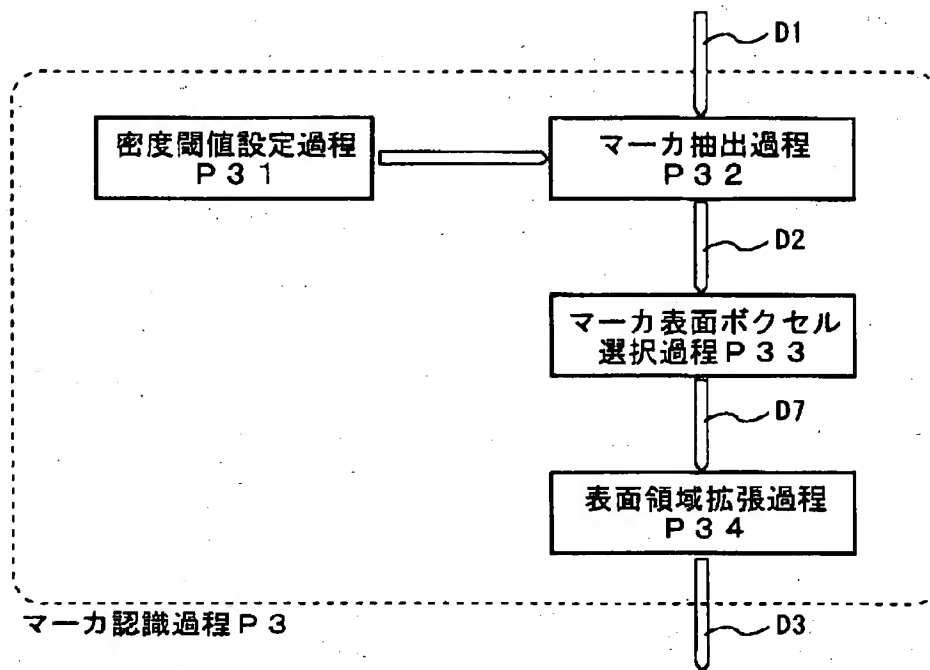 D1
密度閾値設定過程
P31
マーカ抽出過程
P32
D2
マーカ表面ボクセル
選択過程P33
D7
表面領域拡張過程
P34
マーカ認識過程P3
D3